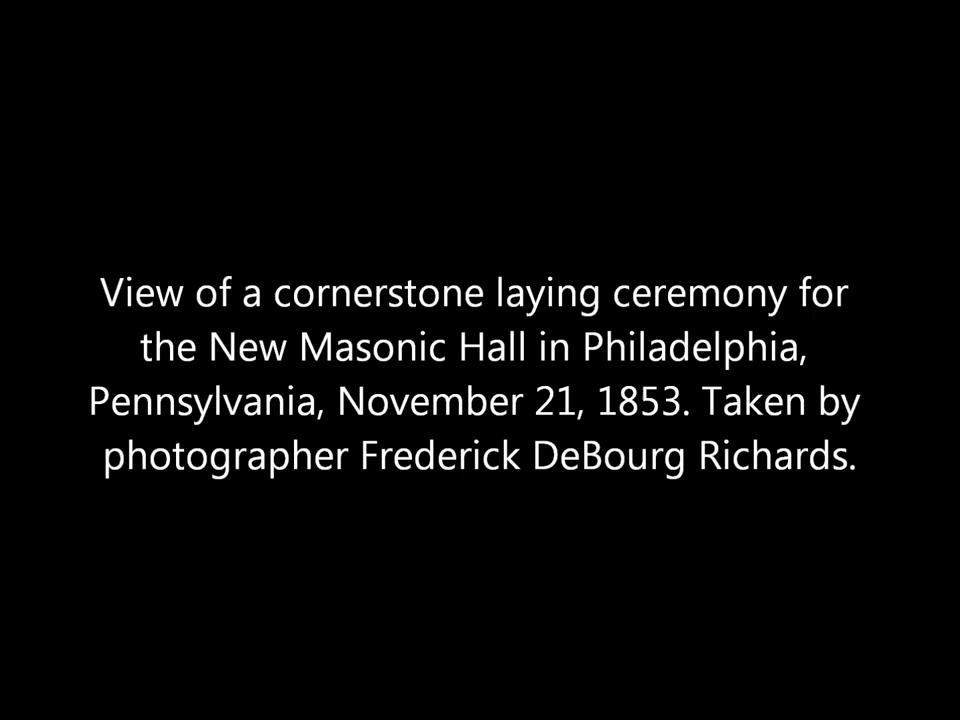 View of a cornerstone laying ceremony for
the New Masonic Hall in Philadelphia,
Pennsylvania, November 21, 1853. Taken by
photographer Frederick DeBourg Richards.